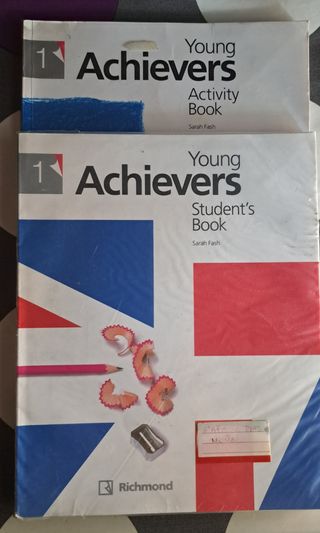 1
Young
Achievers
Activity
Book
Sarah Fash
1
Young
Achievers
Student's
Book
Sarah Fash
Richmond